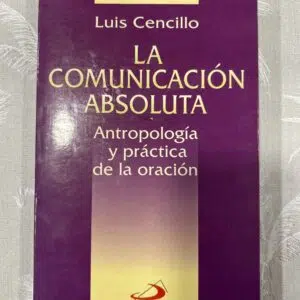 Luis Cencillo
LA
COMUNICACIÓN
ABSOLUTA
Antropología
y práctica
de la oración